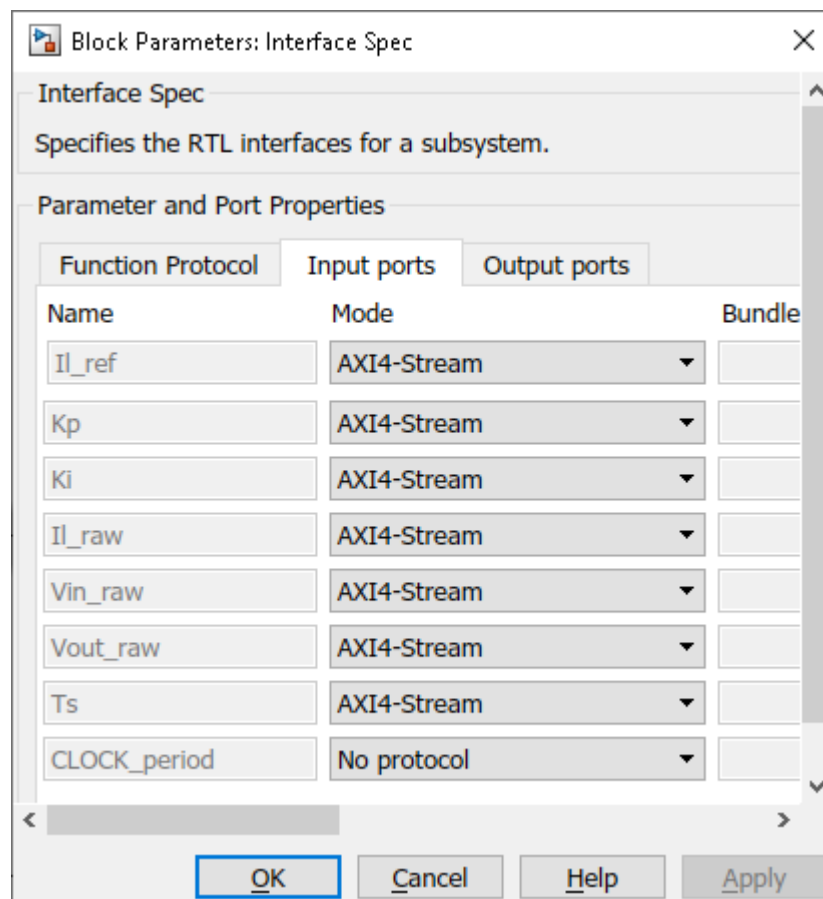 Block Parameters: Interface Spec
Interface Spec
Specifies the RTL interfaces for a subsystem.
Parameter and Port Properties
Function Protocol Input ports Output ports
Name Mode Bundle
Il_ref AXI4-Stream
Kp AXI4-Stream
Ki AXI4-Stream
Il_raw AXI4-Stream
Vin_raw AXI4-Stream
Vout_raw AXI4-Stream
Ts AXI4-Stream
CLOCK_period No protocol
OK Cancel Help Apply